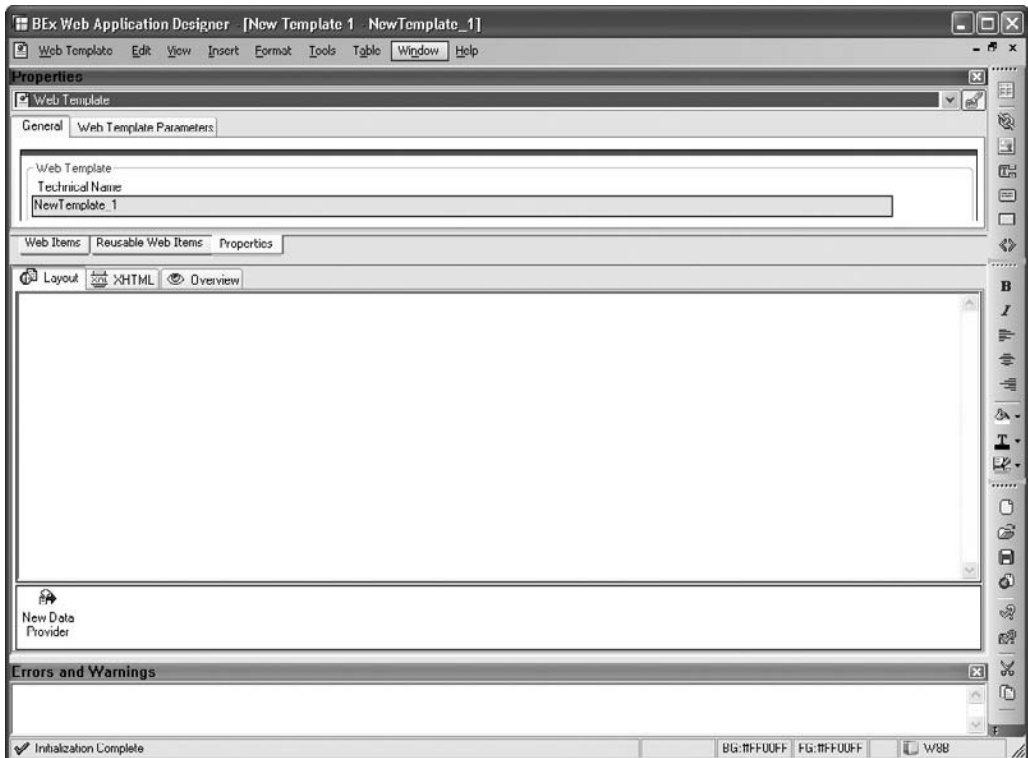 BEx Web Application Designer - [New Template 1 - NewTemplate_1]
Web Template Edit View Insert Format Tools Table Window Help
Properties
Web Template
General Web Template Parameters
Web Template
Technical Name
NewTemplate_1
Web Items Reusable Web Items Properties
Layout XHTML Overview
New Data
Provider
Errors and Warnings
Initialization Complete BG:#FF00FF FG:#FF00FF W8B